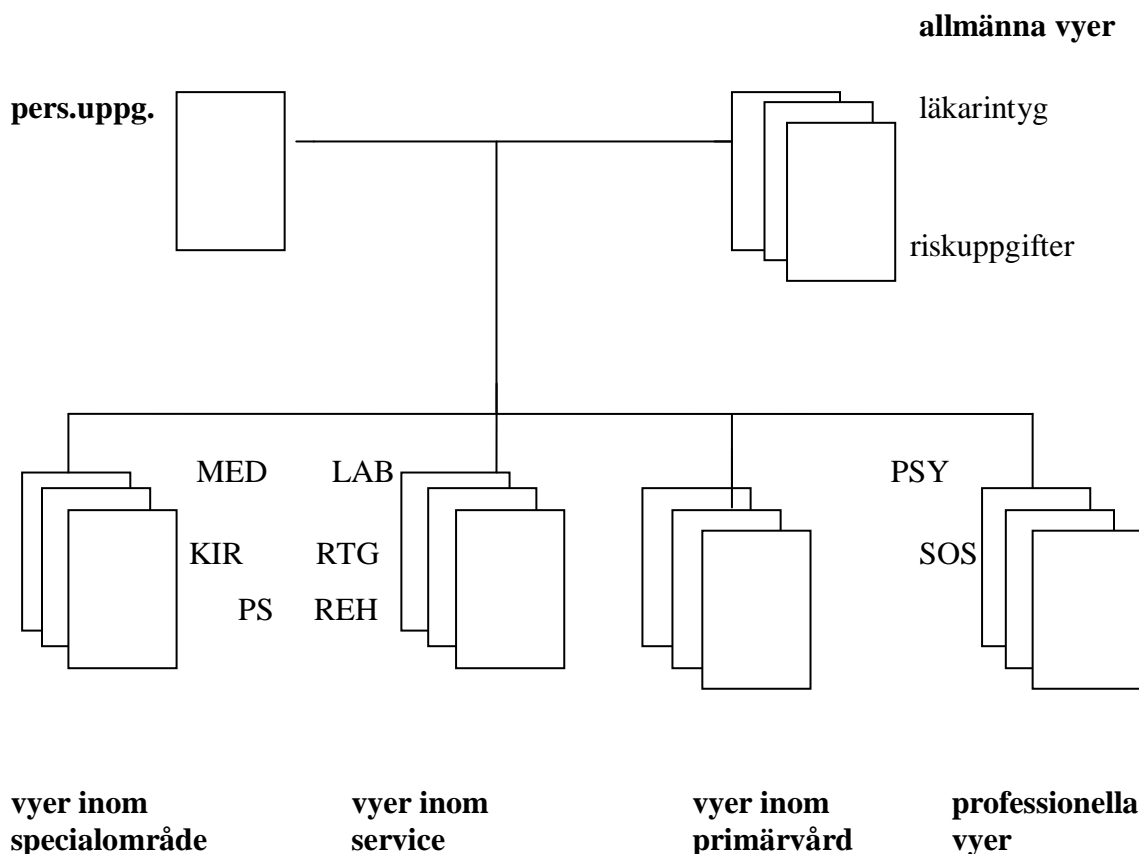 allmänna vyer
pers.uppg.
läkarintyg
riskuppgifter
MED LAB PSY
KIR RTG SOS
PS REH
vyer inom specialområde
vyer inom service
vyer inom primärvård
professionella vyer